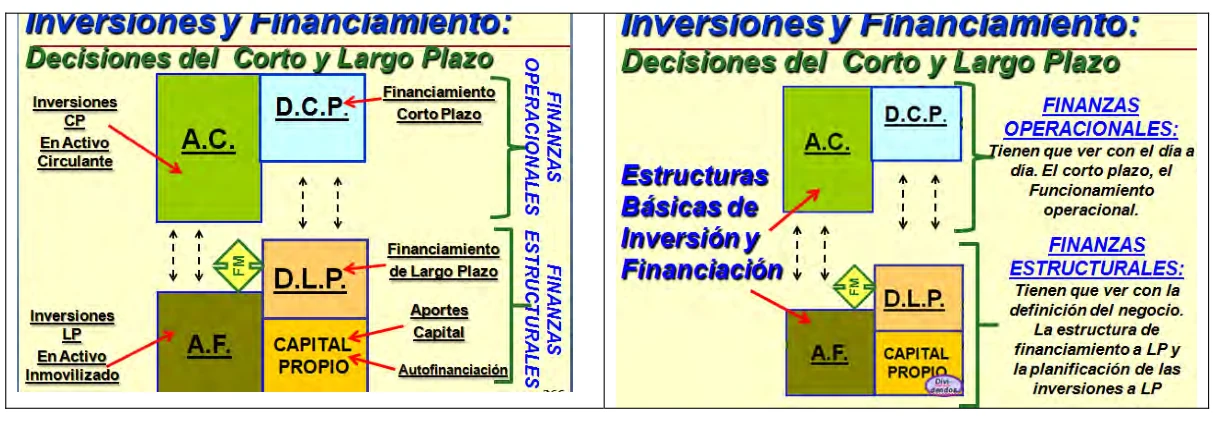 Inversiones y Financiamiento:
Decisiones del Corto y Largo Plazo
Inversiones
CP
En Activo
Circulante
A.C.
D.C.P.
Financiamiento
Corto Plazo
FINANZAS
OPERACIONALES
FM
D.L.P.
Financiamiento
de Largo Plazo
Inversiones
LP
En Activo
Inmovilizado
A.F.
CAPITAL
PROPIO
Aportes
Capital
Autofinanciación
FINANZAS
ESTRUCTURALES
Inversiones y Financiamiento:
Decisiones del Corto y Largo Plazo
Estructuras
Básicas de
Inversión y
Financiación
A.C.
D.C.P.
FINANZAS
OPERACIONALES:
Tienen que ver con el día a
día. El corto plazo, el
Funcionamiento
operacional.
FM
D.L.P.
A.F.
CAPITAL
PROPIO
Divi-
dendos
FINANZAS
ESTRUCTURALES:
Tienen que ver con la
definición del negocio.
La estructura de
financiamiento a LP y
la planificación de las
inversiones a LP